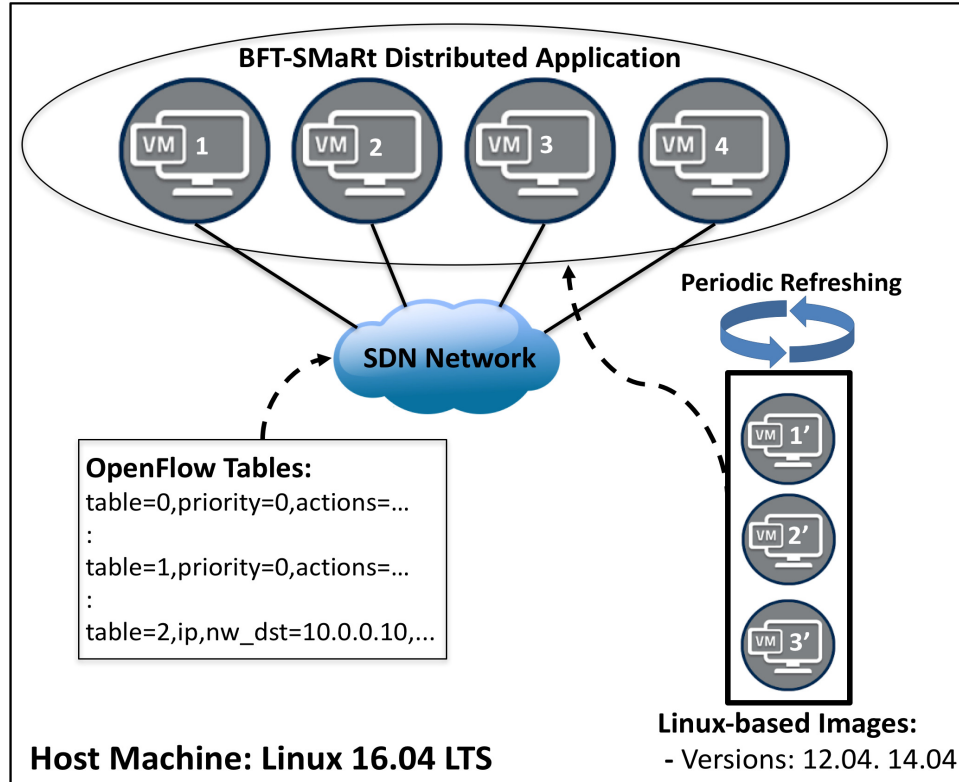 BFT-SMaRt Distributed Application
VM 1
VM 2
VM 3
VM 4
Periodic Refreshing
SDN Network
OpenFlow Tables:
table=0,priority=0,actions=...
:
table=1,priority=0,actions=...
:
table=2,ip,nw_dst=10.0.0.10,...
VM 1’
VM 2’
VM 3’
Linux-based Images:
- Versions: 12.04. 14.04
Host Machine: Linux 16.04 LTS